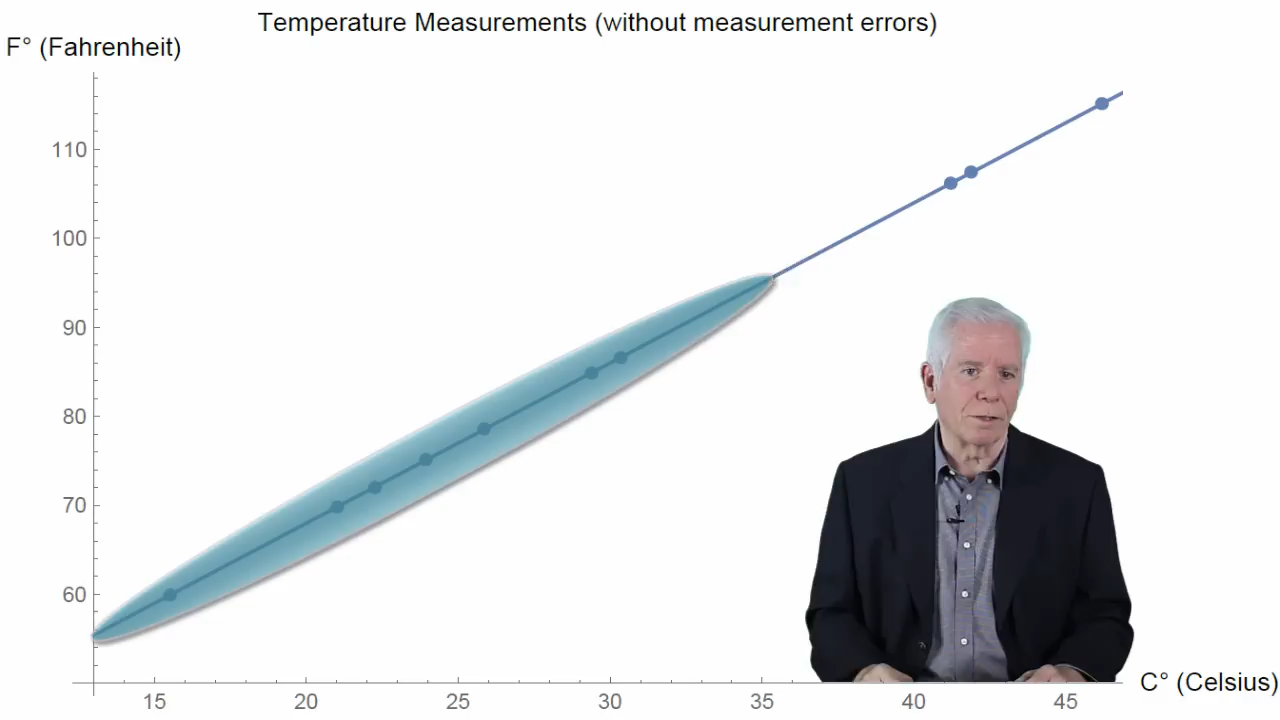 Temperature Measurements (without measurement errors)
F° (Fahrenheit)
110
100
90
80
70
60
15 20 25 30 35 40 45
C° (Celsius)